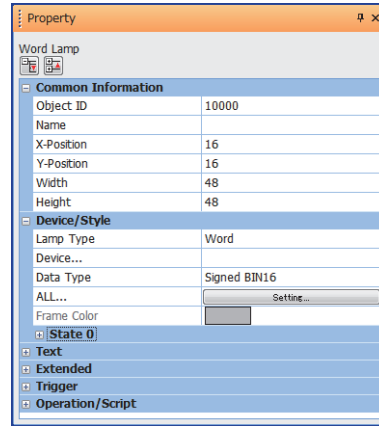 Property
Word Lamp
Common Information
Object ID 10000
Name
X-Position 16
Y-Position 16
Width 48
Height 48
Device/Style
Lamp Type Word
Device...
Data Type Signed BIN16
ALL... Setting...
Frame Color
State 0
Text
Extended
Trigger
Operation/Script